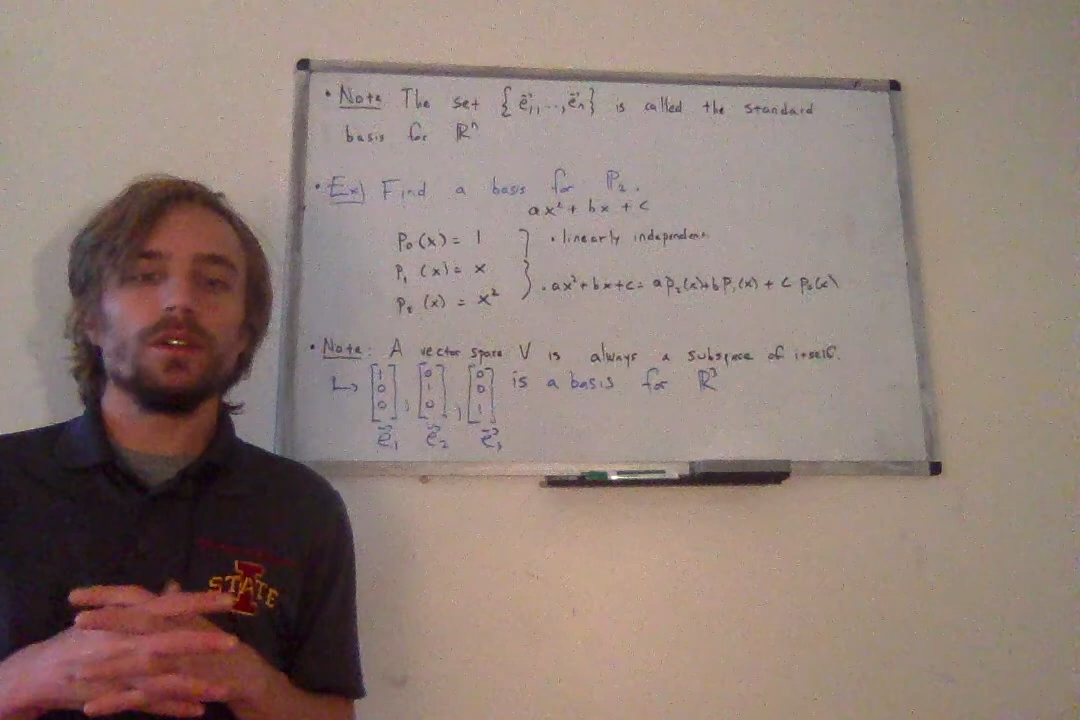 • Note The set {e⃗₁,...,e⃗ₙ} is called the standard
basis for ℝⁿ
• Ex) Find a basis for ℙ₂.
ax² + bx + c
P₀(x) = 1 } • linearly independent
P₁(x) = x
P₂(x) = x² } • ax²+bx+c = aP₂(x)+bP₁(x) + cP₀(x)
• Note: A vector space V is always a subspace of itself.
↳ [1 0 0], [0 1 0], [0 0 1] is a basis for ℝ³
e⃗₁ e⃗₂ e⃗₃
I
STATE